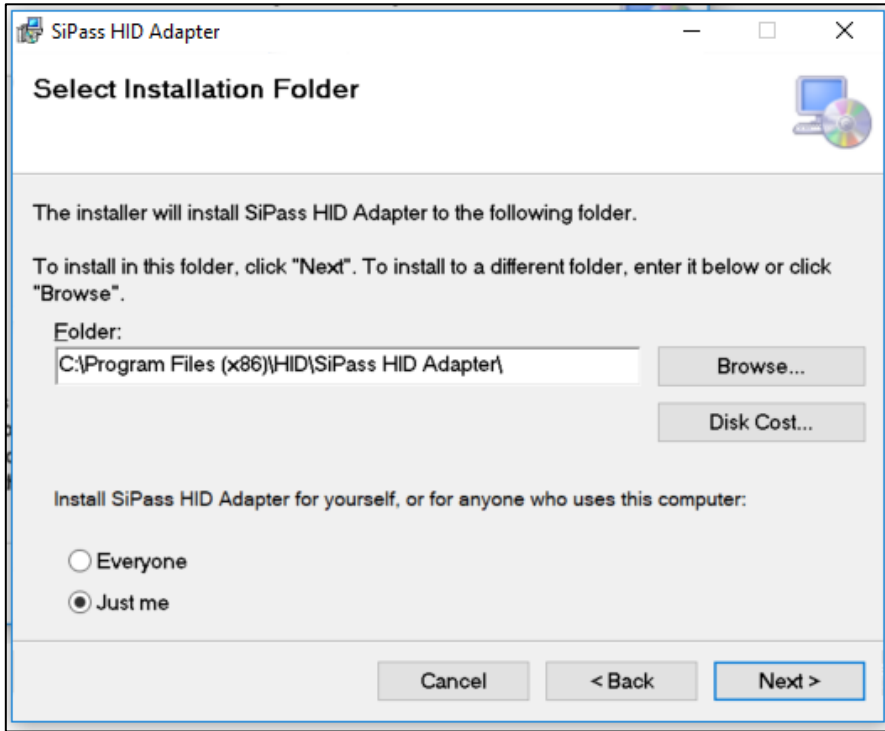 SiPass HID Adapter
Select Installation Folder
The installer will install SiPass HID Adapter to the following folder.
To install in this folder, click "Next". To install to a different folder, enter it below or click
"Browse".
Folder:
C:\Program Files (x86)\HID\SiPass HID Adapter\
Browse...
Disk Cost...
Install SiPass HID Adapter for yourself, or for anyone who uses this computer:
Everyone
Just me
Cancel
< Back
Next >